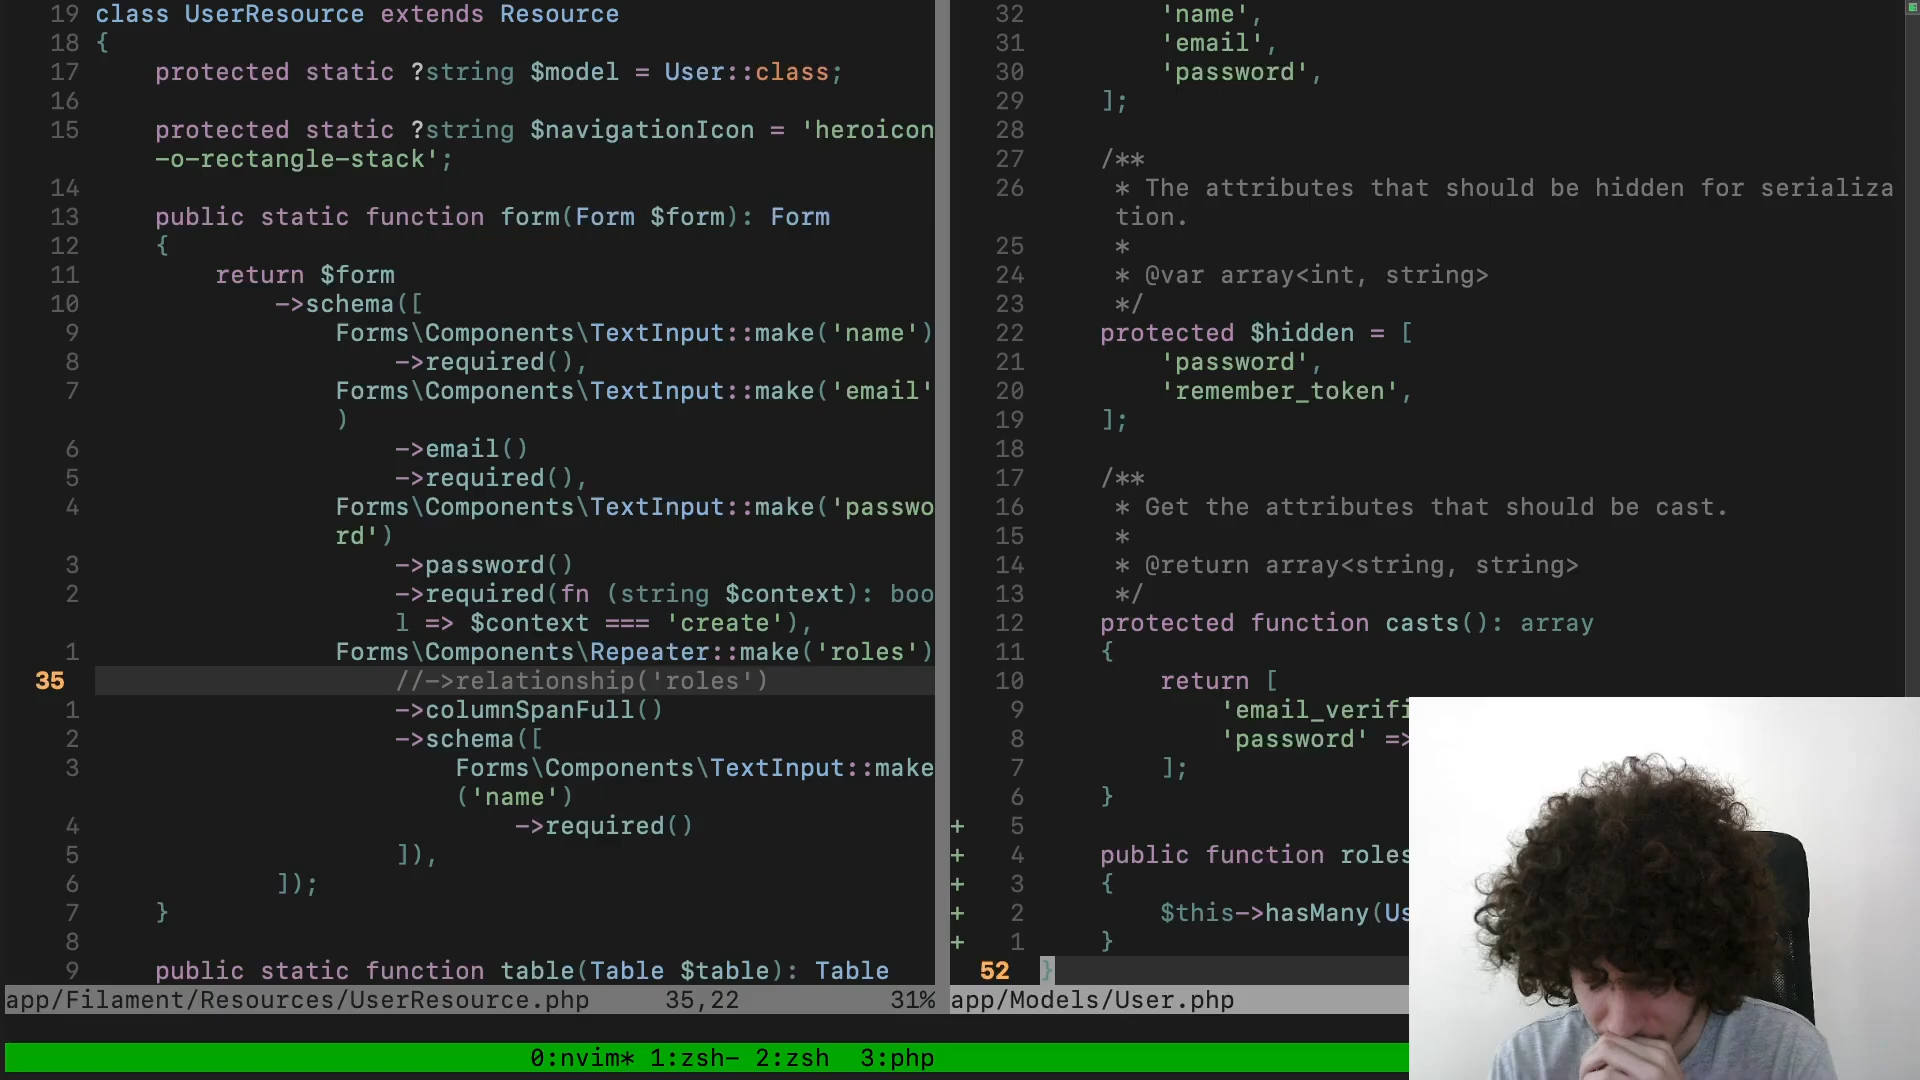 19 class UserResource extends Resource
18 {
17 protected static ?string $model = User::class;
16
15 protected static ?string $navigationIcon = 'heroicon
-o-rectangle-stack';
14
13 public static function form(Form $form): Form
12 {
11 return $form
10 ->schema([
9 Forms\Components\TextInput::make('name')
8 ->required(),
7 Forms\Components\TextInput::make('email'
)
6 ->email()
5 ->required(),
4 Forms\Components\TextInput::make('passwo
rd')
3 ->password()
2 ->required(fn (string $context): boo
l => $context === 'create'),
1 Forms\Components\Repeater::make('roles')
35 //->relationship('roles')
1 ->columnSpanFull()
2 ->schema([
3 Forms\Components\TextInput::make
('name')
4 ->required()
5 ]),
6 ]);
7 }
8
9 public static function table(Table $table): Table
app/Filament/Resources/UserResource.php 35,22 31%
32 'name',
31 'email',
30 'password',
29 ];
28
27 /**
26 * The attributes that should be hidden for serializa
tion.
25 *
24 * @var array<int, string>
23 */
22 protected $hidden = [
21 'password',
20 'remember_token',
19 ];
18
17 /**
16 * Get the attributes that should be cast.
15 *
14 * @return array<string, string>
13 */
12 protected function casts(): array
11 {
10 return [
9 'email_verifi
8 'password' =>
7 ];
6 }
+ 5
+ 4 public function roles
+ 3 {
+ 2 $this->hasMany(Us
+ 1 }
52 }
app/Models/User.php
0:nvim* 1:zsh- 2:zsh 3:php